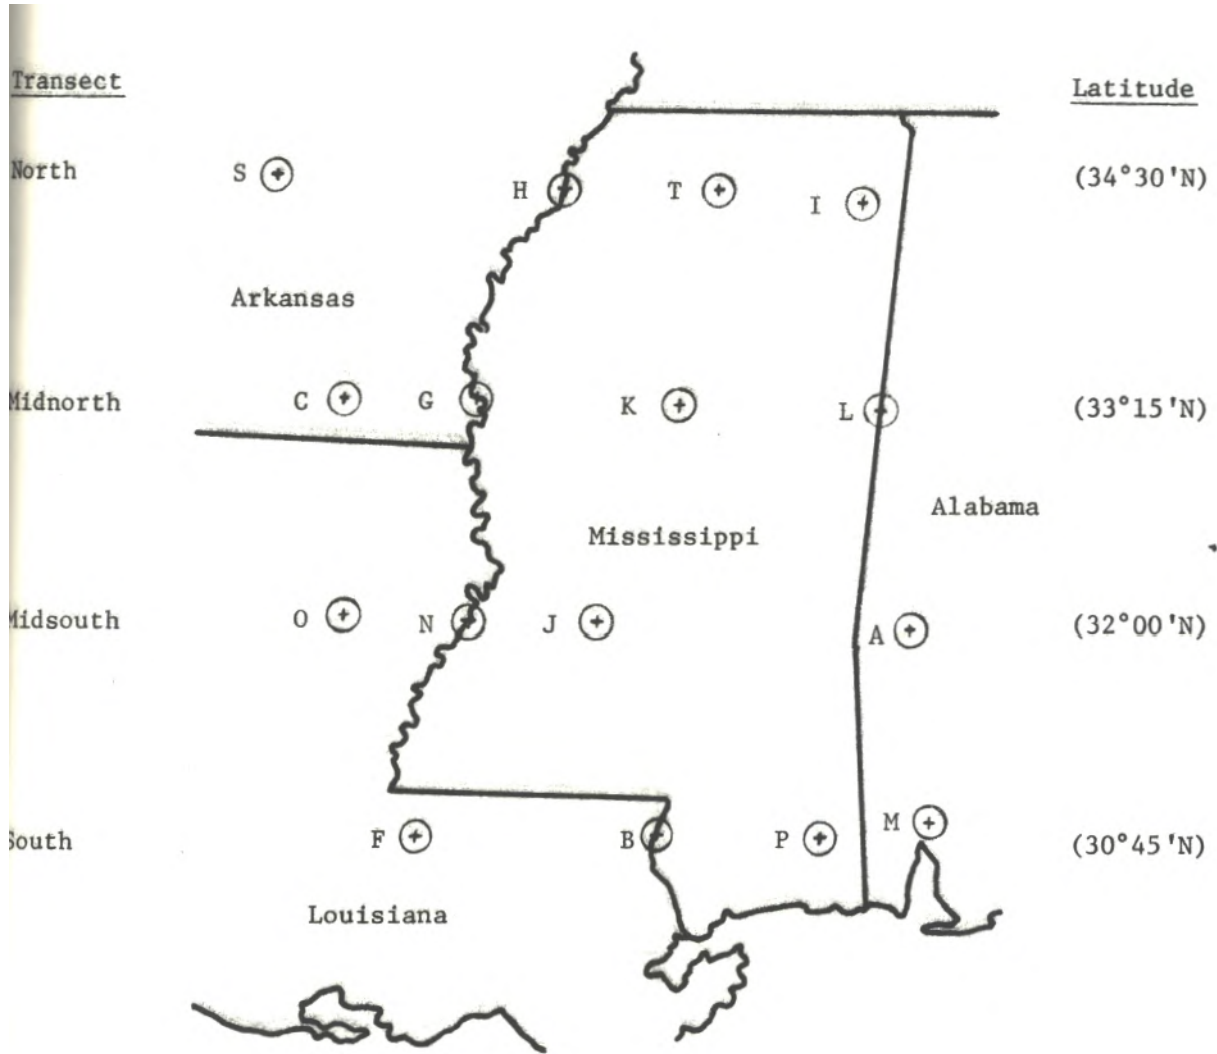 Transect
Latitude
North S H T I (34°30'N)
Arkansas
Midnorth C G K L (33°15'N)
Alabama
Mississippi
Midsouth O N J A (32°00'N)
South F B P M (30°45'N)
Louisiana